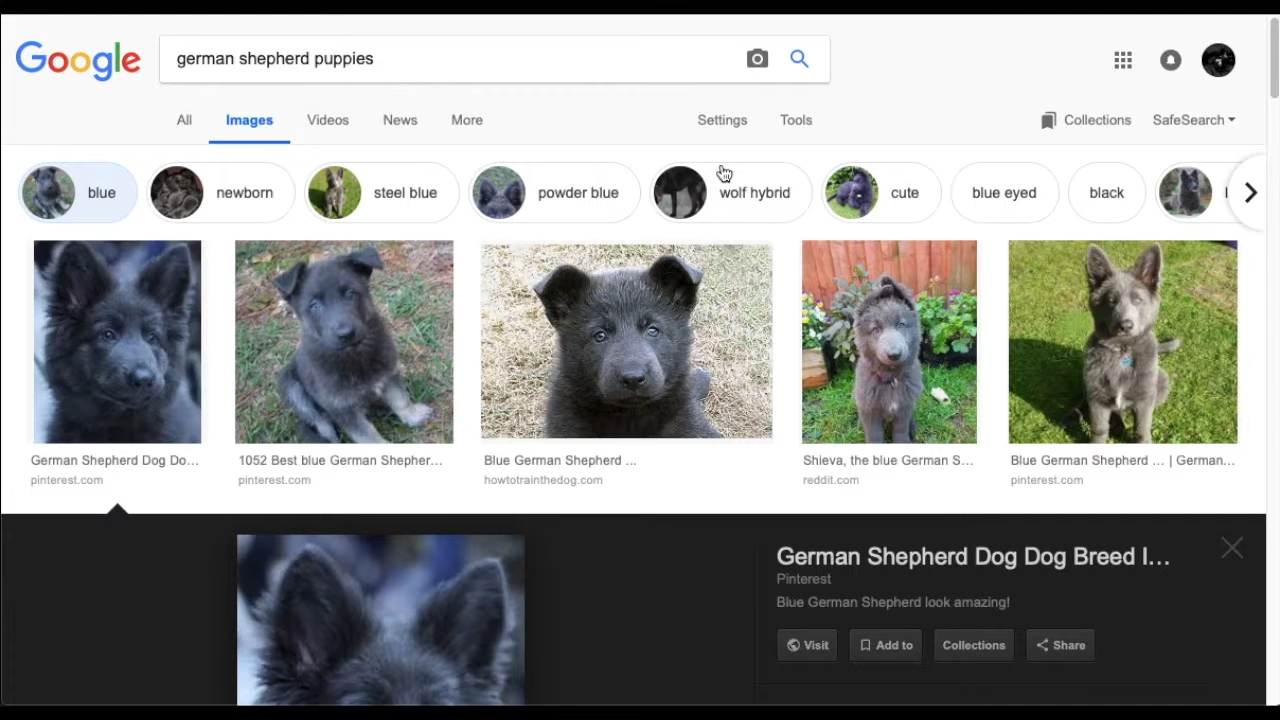 Google
german shepherd puppies
All Images Videos News More Settings Tools Collections SafeSearch
blue newborn steel blue powder blue wolf hybrid cute blue eyed black
German Shepherd Dog Do... 1052 Best blue German Shepher... Blue German Shepherd ... Shieva, the blue German S... Blue German Shepherd ... | German...
pinterest.com pinterest.com howtotrainthedog.com reddit.com pinterest.com
German Shepherd Dog Dog Breed I...
Pinterest
Blue German Shepherd look amazing!
Visit Add to Collections Share